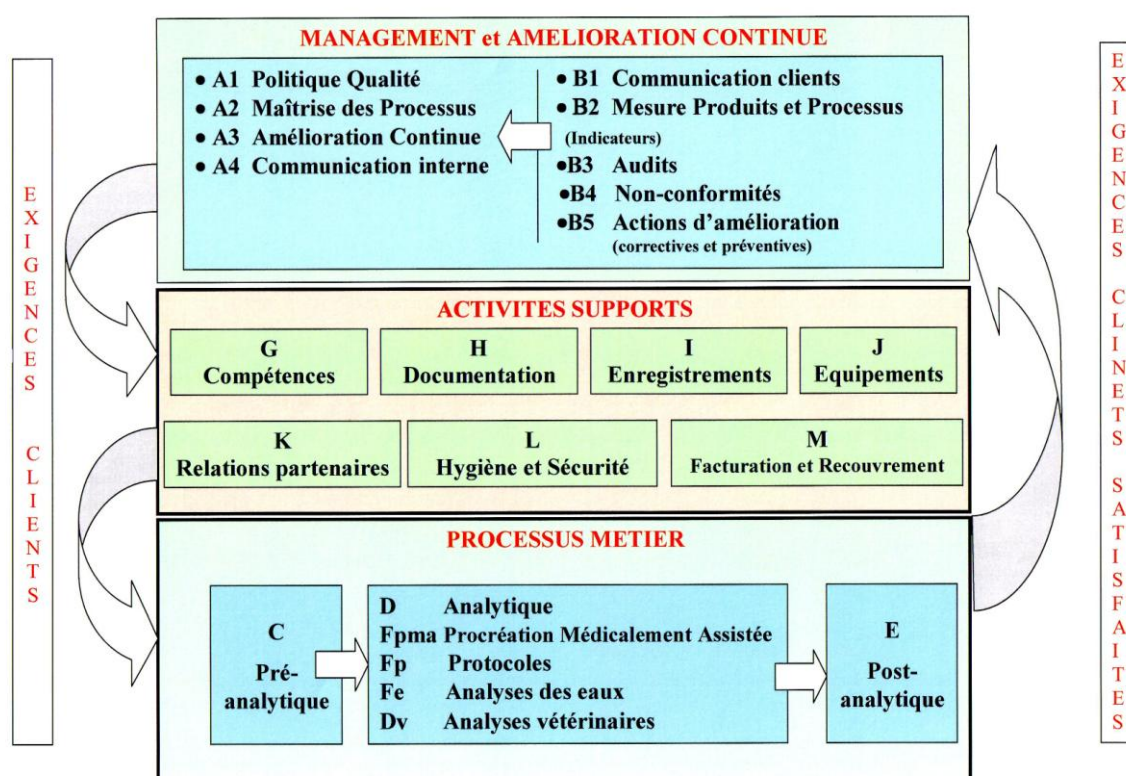 EXIGENCES CLIENTS
MANAGEMENT et AMELIORATION CONTINUE
• A1 Politique Qualité
• A2 Maîtrise des Processus
• A3 Amélioration Continue
• A4 Communication interne
• B1 Communication clients
• B2 Mesure Produits et Processus
(Indicateurs)
•B3 Audits
•B4 Non-conformités
•B5 Actions d'amélioration
(correctives et préventives)
ACTIVITES SUPPORTS
G
Compétences
H
Documentation
I
Enregistrements
J
Equipements
K
Relations partenaires
L
Hygiène et Sécurité
M
Facturation et Recouvrement
PROCESSUS METIER
C
Pré-
analytique
D Analytique
Fpma Procréation Médicalement Assistée
Fp Protocoles
Fe Analyses des eaux
Dv Analyses vétérinaires
E
Post-
analytique
EXIGENCES CLINETS SATISFAITES